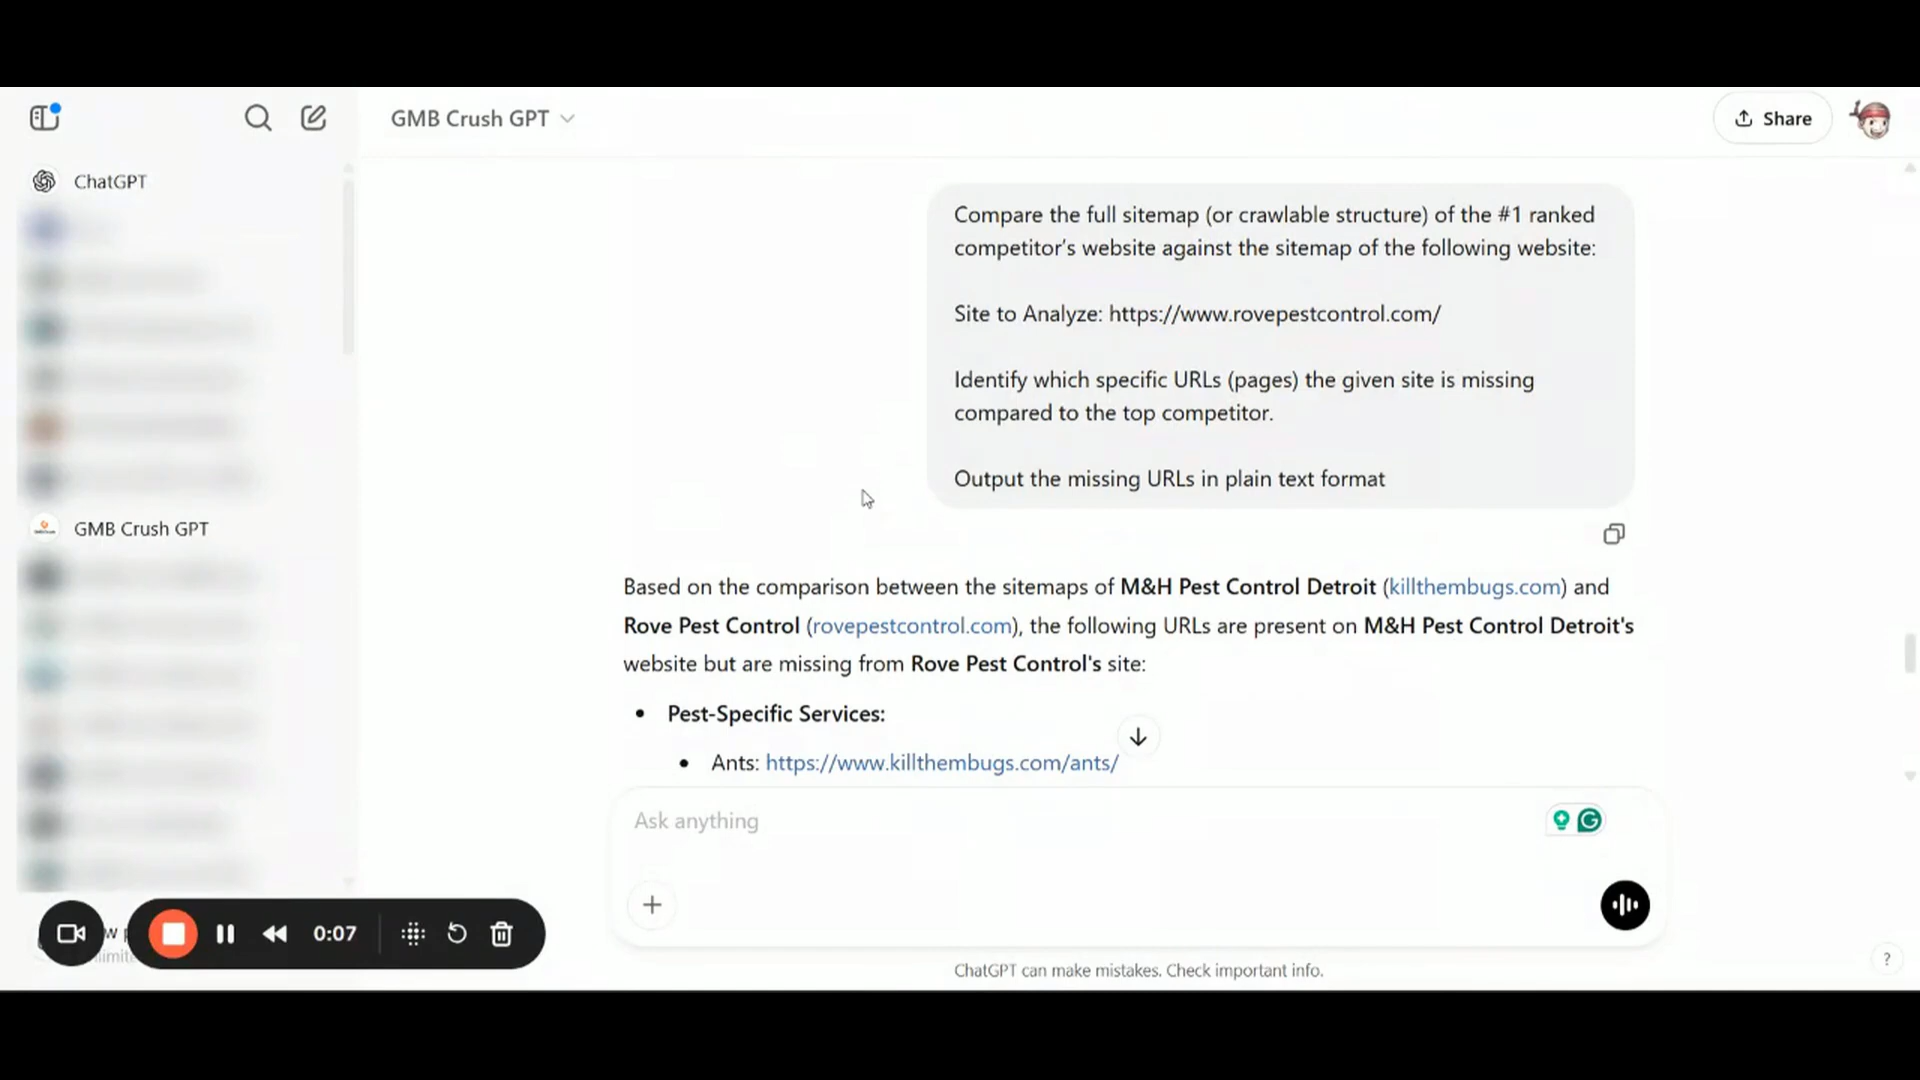 GMB Crush GPT
Share
ChatGPT
GMB Crush GPT
Compare the full sitemap (or crawlable structure) of the #1 ranked
competitor's website against the sitemap of the following website:
Site to Analyze: https://www.rovepestcontrol.com/
Identify which specific URLs (pages) the given site is missing
compared to the top competitor.
Output the missing URLs in plain text format
Based on the comparison between the sitemaps of M&H Pest Control Detroit (killthembugs.com) and
Rove Pest Control (rovepestcontrol.com), the following URLs are present on M&H Pest Control Detroit's
website but are missing from Rove Pest Control's site:
• Pest-Specific Services:
• Ants: https://www.killthembugs.com/ants/
Ask anything
0:07
ChatGPT can make mistakes. Check important info.
?